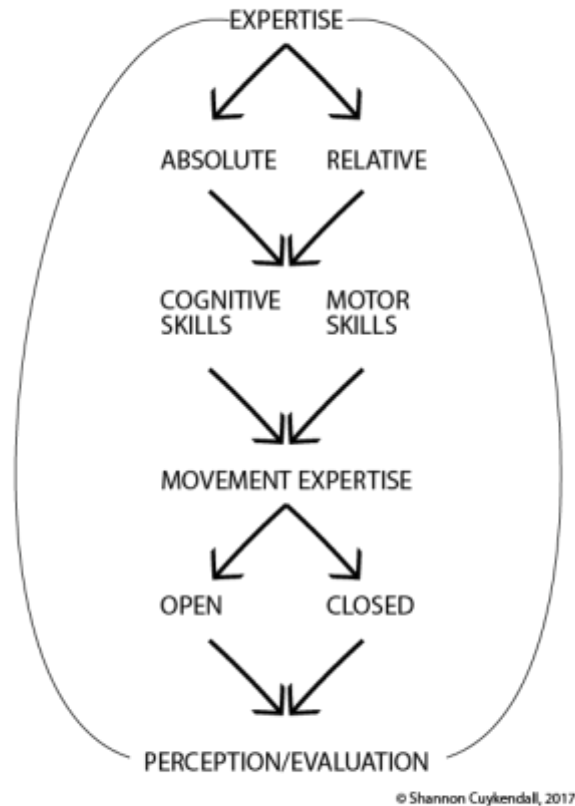 EXPERTISE
ABSOLUTE RELATIVE
COGNITIVE SKILLS
MOTOR SKILLS
MOVEMENT EXPERTISE
OPEN CLOSED
PERCEPTION/EVALUATION
© Shannon Cuykendall, 2017